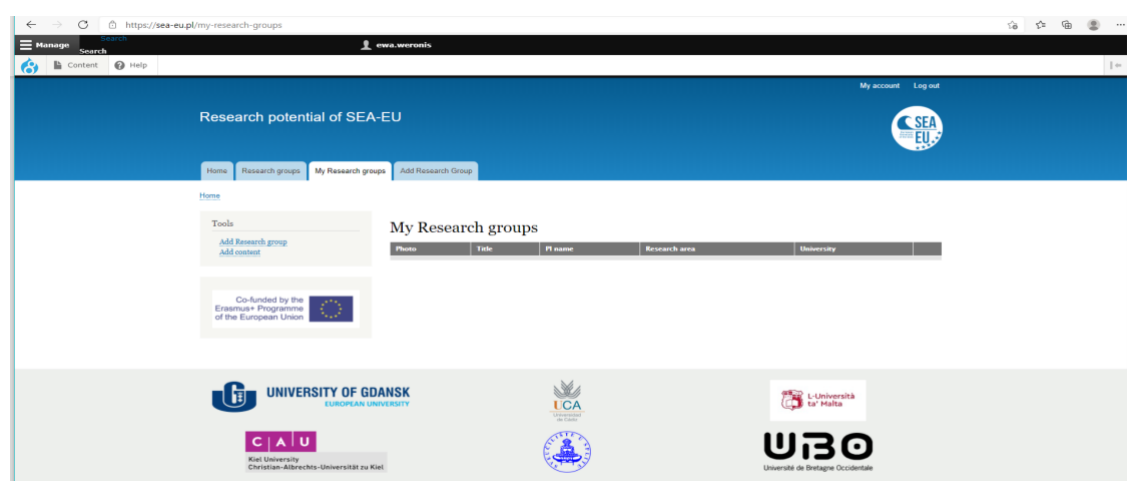 https://sea-eu.pl/my-research-groups
Manage
Search
Search
ewa.weronis
Content
Help
My account Log out
Research potential of SEA-EU
SEA
EU
Home Research groups My Research groups Add Research Group
Home
Tools
Add Research group
Add content
My Research groups
Photo Title PI name Research area University
Co-funded by the
Erasmus+ Programme
of the European Union
UNIVERSITY OF GDANSK
EUROPEAN UNIVERSITY
UCA
Universidad
de Cádiz
L-Università
ta' Malta
C|A|U
Kiel University
Christian-Albrechts-Universität zu Kiel
UBO
Université de Bretagne Occidentale